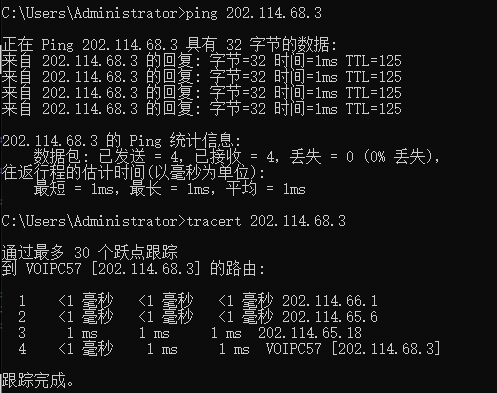 C:\Users\Administrator>ping 202.114.68.3
正在 Ping 202.114.68.3 具有 32 字节的数据:
来自 202.114.68.3 的回复: 字节=32 时间=1ms TTL=125
来自 202.114.68.3 的回复: 字节=32 时间=1ms TTL=125
来自 202.114.68.3 的回复: 字节=32 时间=1ms TTL=125
来自 202.114.68.3 的回复: 字节=32 时间=1ms TTL=125
202.114.68.3 的 Ping 统计信息:
数据包: 已发送 = 4, 已接收 = 4, 丢失 = 0 (0% 丢失),
往返行程的估计时间(以毫秒为单位):
最短 = 1ms, 最长 = 1ms, 平均 = 1ms
C:\Users\Administrator>tracert 202.114.68.3
通过最多 30 个跃点跟踪
到 VOIPC57 [202.114.68.3] 的路由:
1 <1 毫秒 <1 毫秒 <1 毫秒 202.114.66.1
2 <1 毫秒 <1 毫秒 <1 毫秒 202.114.65.6
3 1 ms 1 ms 1 ms 202.114.65.18
4 <1 毫秒 1 ms 1 ms VOIPC57 [202.114.68.3]
跟踪完成。